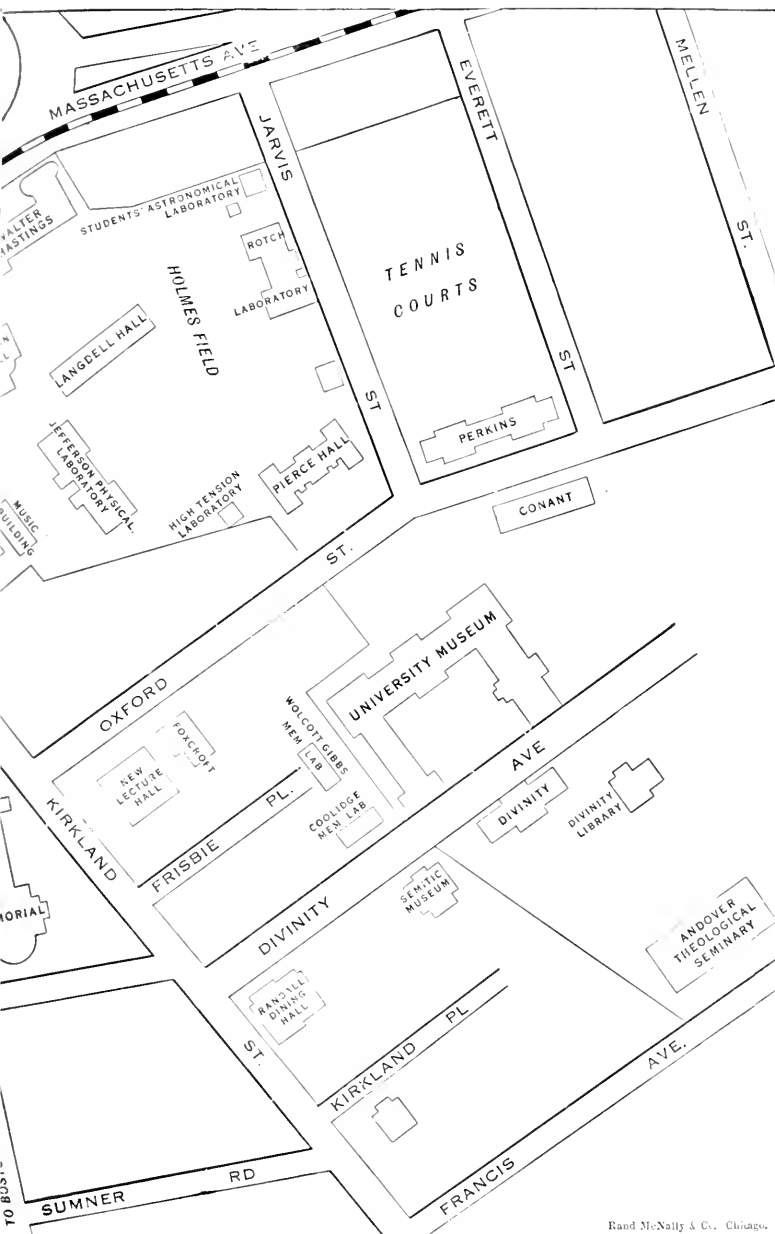 MASSACHUSETTS AVE
JARVIS
ST
EVERETT
ST
MELLEN
ST.
WALTER
HASTINGS
STUDENTS' ASTRONOMICAL
LABORATORY
ROTCH
LABORATORY
HOLMES FIELD
TENNIS
COURTS
LANGDELL HALL
JEFFERSON PHYSICAL
LABORATORY
MUSIC
BUILDING
HIGH TENSION
LABORATORY
PIERCE HALL
PERKINS
CONANT
OXFORD
ST.
UNIVERSITY MUSEUM
WOLCOTT GIBBS
MEM LAB
FOXCROFT
NEW
LECTURE
HALL
COOLIDGE
MEM LAB
FRISBIE
PL.
KIRKLAND
ST.
DIVINITY
AVE
DIVINITY
DIVINITY
LIBRARY
SEMITIC
MUSEUM
ANDOVER
THEOLOGICAL
SEMINARY
MORIAL
RANDALL
DINING
HALL
KIRKLAND
PL
FRANCIS
AVE.
SUMNER
RD
TO BOSTO
Rand McNally & Co. Chicago.